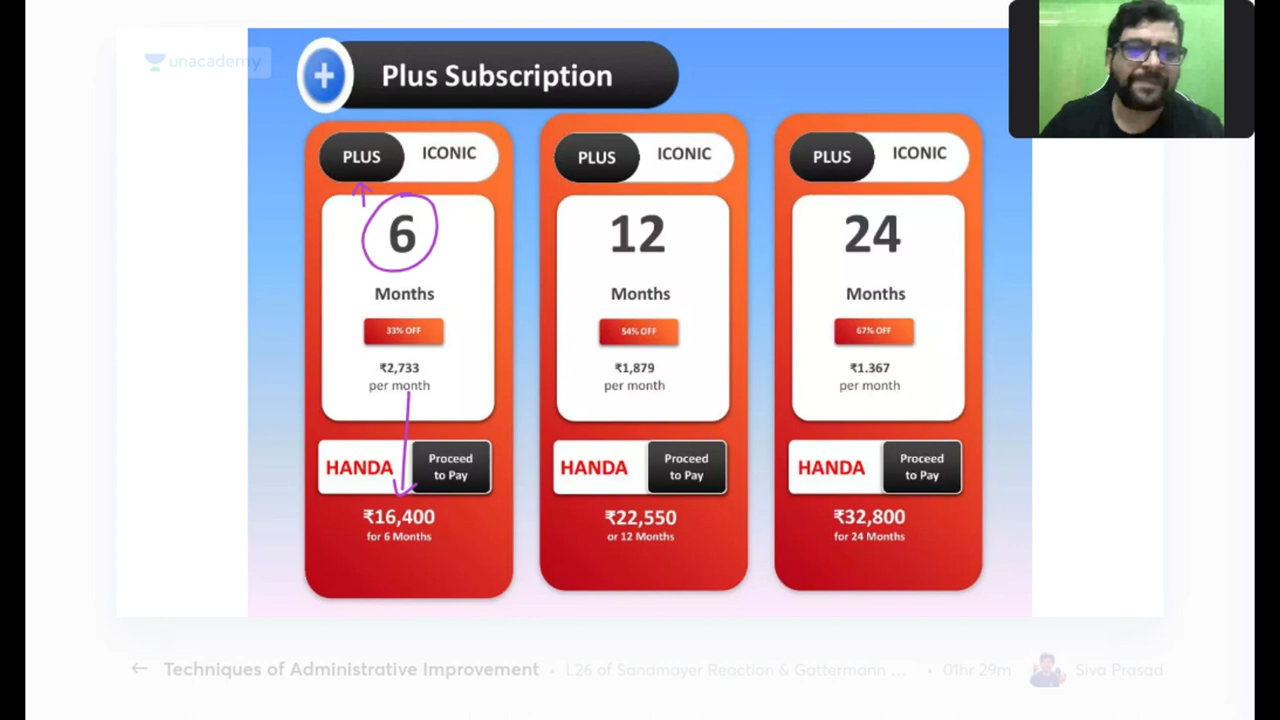 unacademy
Plus Subscription
PLUS ICONIC
6
Months
33% OFF
₹2,733
per month
HANDA
Proceed
to Pay
₹16,400
for 6 Months
PLUS ICONIC
12
Months
54% OFF
₹1,879
per month
HANDA
Proceed
to Pay
₹22,550
or 12 Months
PLUS ICONIC
24
Months
67% OFF
₹1.367
per month
HANDA
Proceed
to Pay
₹32,800
for 24 Months
Techniques of Administrative Improvement • L26 of Sandmayer Reaction & Gattermann ... • 01hr 29m Siva Prasad